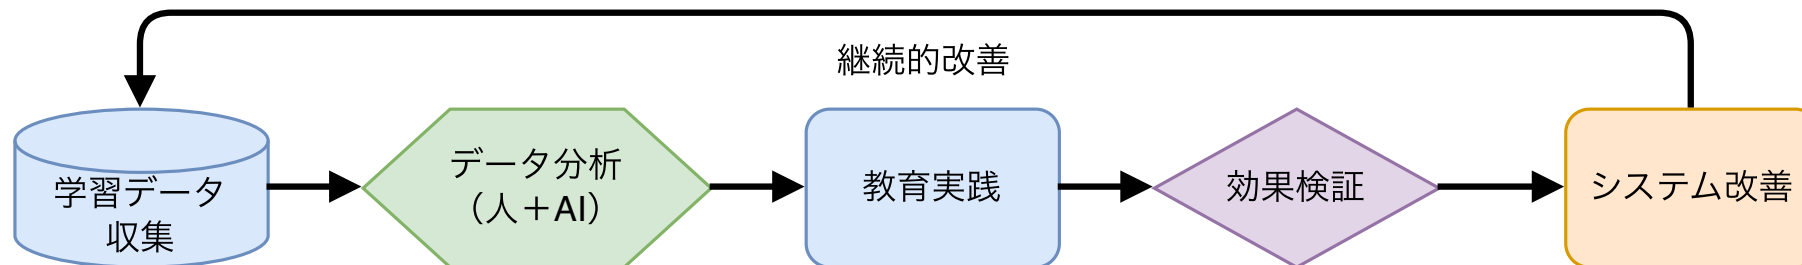 継続的改善
学習データ
収集
データ分析
（人＋AI）
教育実践
効果検証
システム改善